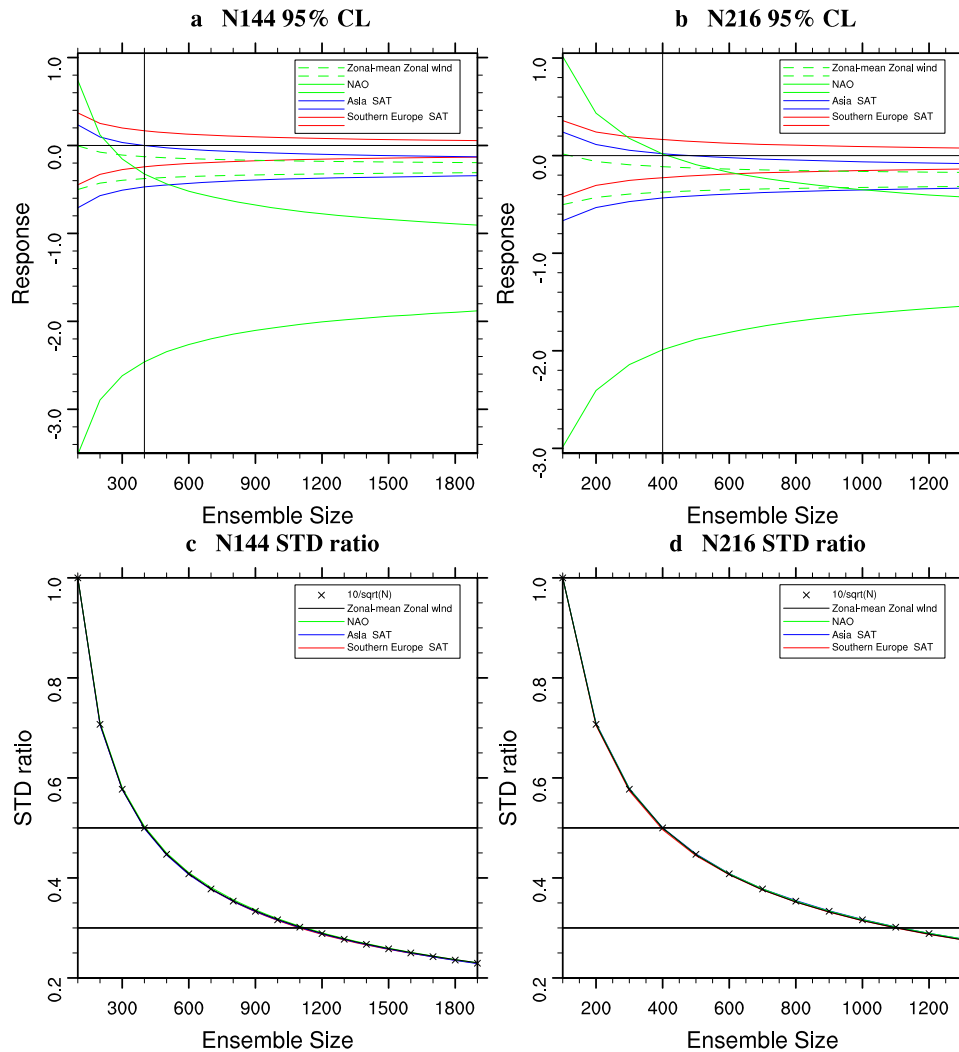 a N144 95% CL
b N216 95% CL
1.0
0.0
-1.0
-2.0
-3.0
Response
Zonal-mean Zonal wind
NAO
Asia SAT
Southern Europe SAT
300 600 900 1200 1500 1800
Ensemble Size
1.0
0.0
-1.0
-2.0
-3.0
Response
Zonal-mean Zonal wind
NAO
Asia SAT
Southern Europe SAT
200 400 600 800 1000 1200
Ensemble Size
c N144 STD ratio
d N216 STD ratio
1.0
0.8
0.6
0.4
0.2
STD ratio
10/sqrt(N)
Zonal-mean Zonal wind
NAO
Asia SAT
Southern Europe SAT
300 600 900 1200 1500 1800
Ensemble Size
1.0
0.8
0.6
0.4
0.2
STD ratio
10/sqrt(N)
Zonal-mean Zonal wind
NAO
Asia SAT
Southern Europe SAT
200 400 600 800 1000 1200
Ensemble Size